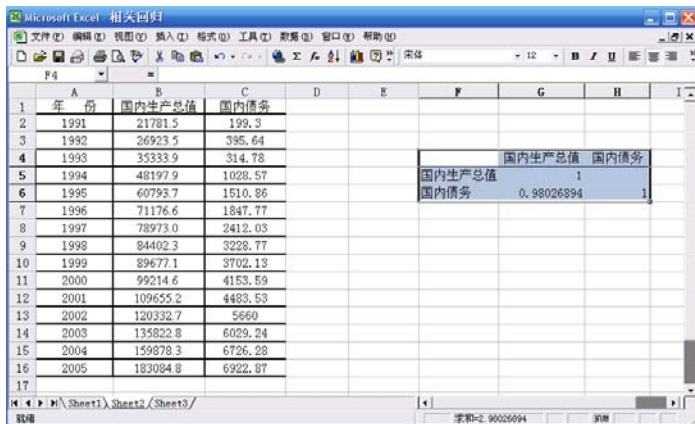 Microsoft Excel - 相关回归
文件(F) 编辑(E) 视图(V) 插入(I) 格式(O) 工具(T) 数据(D) 窗口(W) 帮助(H)
宋体 12 B I U
F4 =
A B C D E F G H I
1 年 份 国内生产总值 国内债务
2 1991 21781.5 199.3
3 1992 26923.5 395.64
4 1993 35333.9 314.78 国内生产总值 国内债务
5 1994 48197.9 1028.57 国内生产总值 1
6 1995 60793.7 1510.86 国内债务 0.98026894 1
7 1996 71176.6 1847.77
8 1997 78973.0 2412.03
9 1998 84402.3 3228.77
10 1999 89677.1 3702.13
11 2000 99214.6 4153.59
12 2001 109655.2 4483.53
13 2002 120332.7 5660
14 2003 135822.8 6029.24
15 2004 159878.3 6726.28
16 2005 183084.8 6922.87
17
Sheet1 Sheet2 Sheet3
就绪